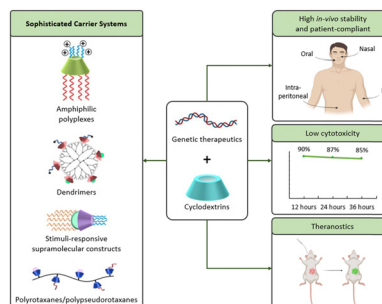 Sophisticated Carrier Systems
Amphiphilic
polyplexes
Dendrimers
Stimuli-responsive
supramolecular constructs
Polyrotaxanes/polypseudorotaxanes
Genetic therapeutics
+
Cyclodextrins
High in-vivo stability
and patient-compliant
Oral
Nasal
Intra-
peritoneal
Low cytotoxicity
90% 87% 85%
12 hours 24 hours 36 hours
Theranostics